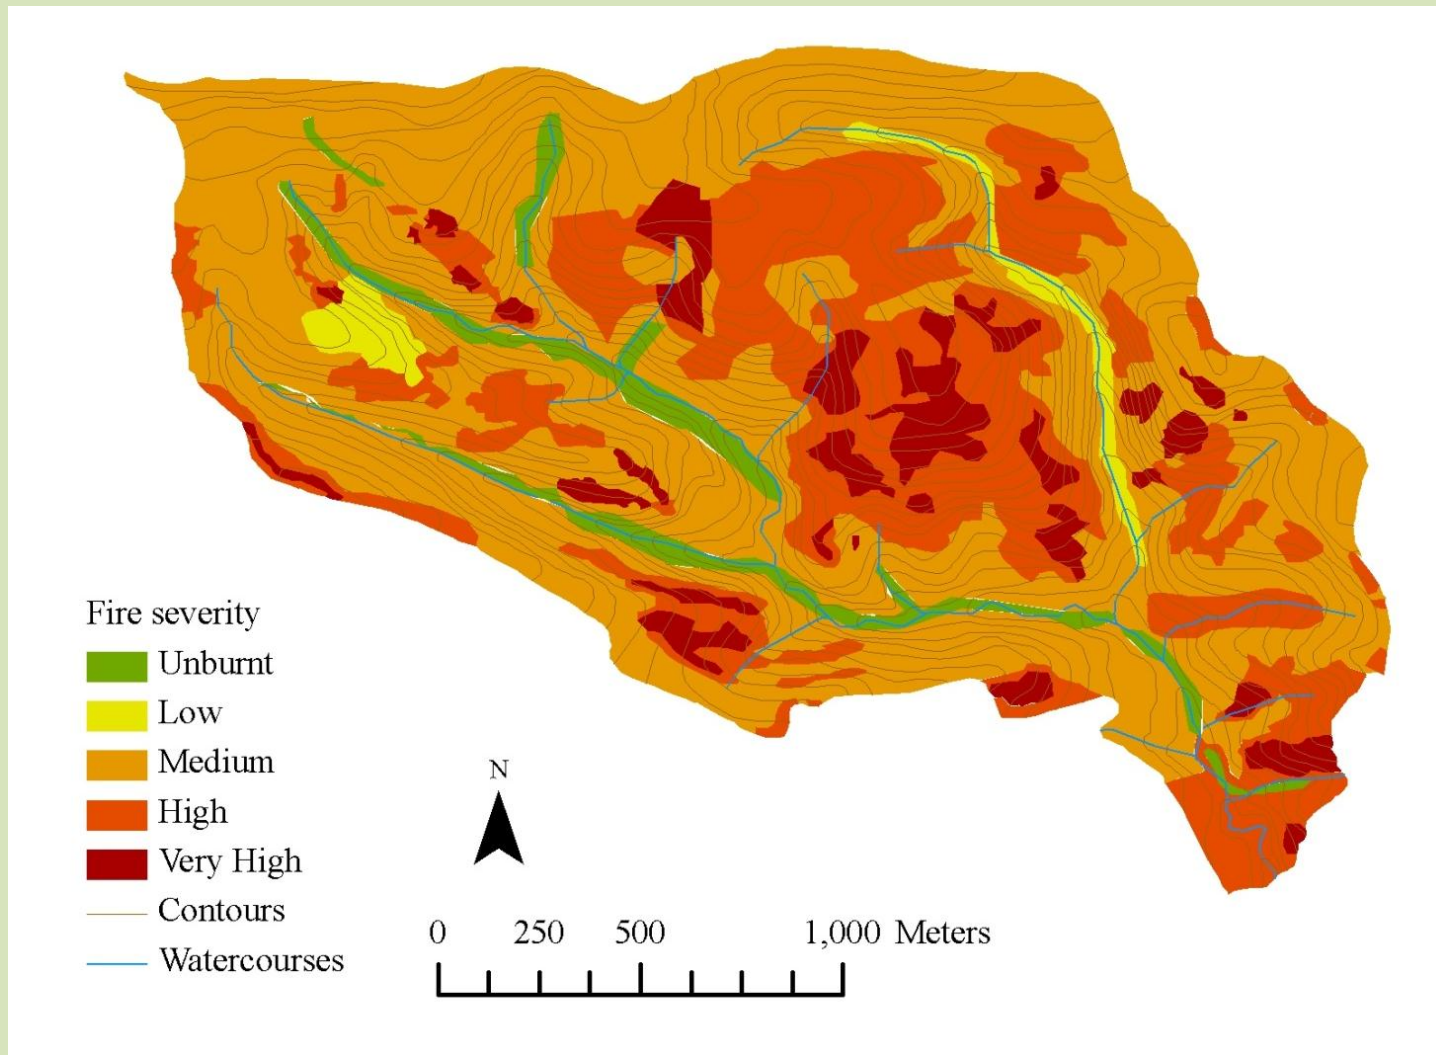 Fire severity
Unburnt
Low
Medium
High
Very High
Contours
Watercourses
N
0 250 500 1,000 Meters